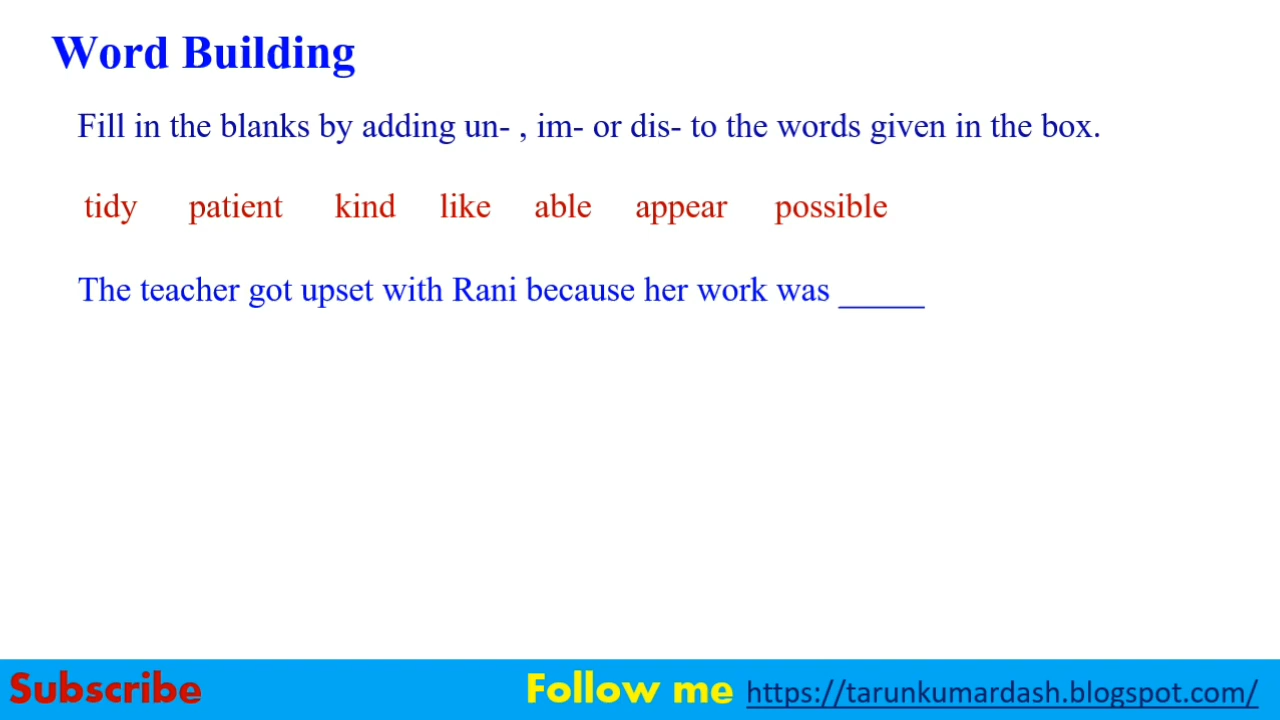 Word Building
Fill in the blanks by adding un- , im- or dis- to the words given in the box.
tidy patient kind like able appear possible
The teacher got upset with Rani because her work was _____
Subscribe Follow me https://tarunkumardash.blogspot.com/